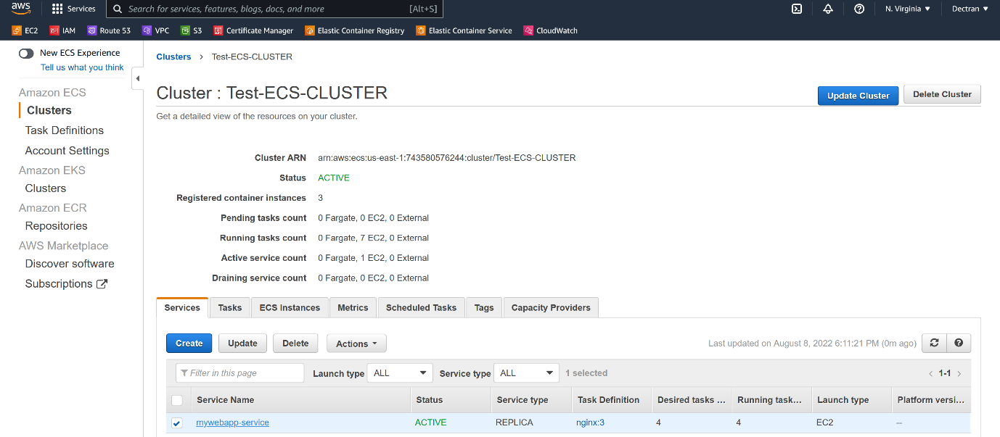 aws Services Search for services, features, blogs, docs, and more [Alt+S] N. Virginia Dectran
EC2 IAM Route 53 VPC S3 Certificate Manager Elastic Container Registry Elastic Container Service CloudWatch
New ECS Experience
Tell us what you think
Amazon ECS
Clusters
Task Definitions
Account Settings
Amazon EKS
Clusters
Amazon ECR
Repositories
AWS Marketplace
Discover software
Subscriptions
Clusters > Test-ECS-CLUSTER
Cluster : Test-ECS-CLUSTER
Update Cluster Delete Cluster
Get a detailed view of the resources on your cluster.
Cluster ARN arn:aws:ecs:us-east-1:743580576244:cluster/Test-ECS-CLUSTER
Status ACTIVE
Registered container instances 3
Pending tasks count 0 Fargate, 0 EC2, 0 External
Running tasks count 0 Fargate, 7 EC2, 0 External
Active service count 0 Fargate, 1 EC2, 0 External
Draining service count 0 Fargate, 0 EC2, 0 External
Services Tasks ECS Instances Metrics Scheduled Tasks Tags Capacity Providers
Create Update Delete Actions Last updated on August 8, 2022 6:11:21 PM (0m ago)
Filter in this page Launch type ALL Service type ALL 1 selected < 1-1 >
Service Name Status Service type Task Definition Desired tasks ... Running task... Launch type Platform versi...
mywebapp-service ACTIVE REPLICA nginx:3 4 4 EC2 --